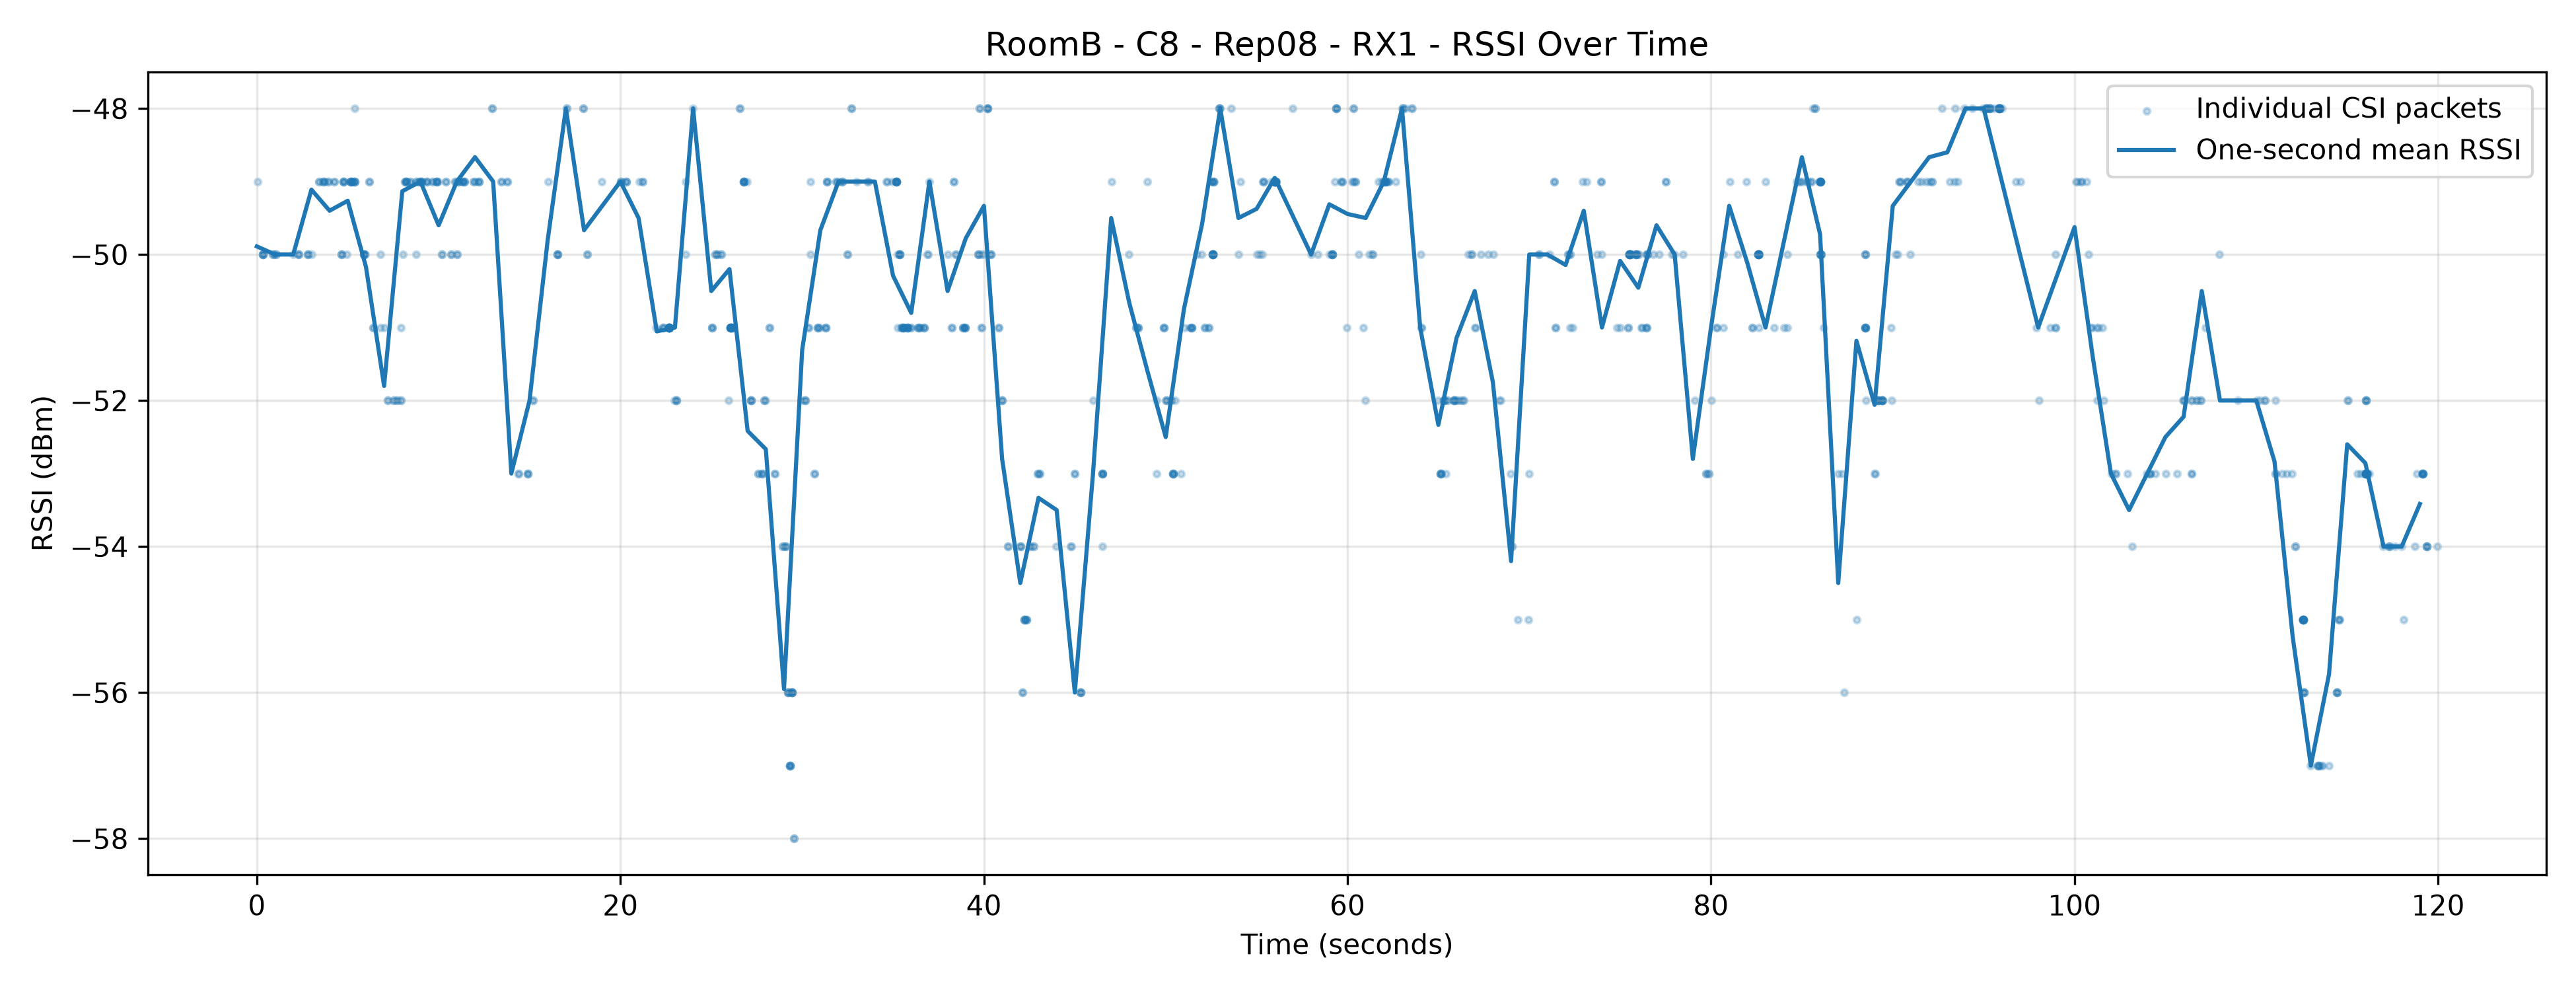 RoomB - C8 - Rep08 - RX1 - RSSI Over Time
Individual CSI packets
One-second mean RSSI
RSSI (dBm)
−48
−50
−52
−54
−56
−58
0 20 40 60 80 100 120
Time (seconds)